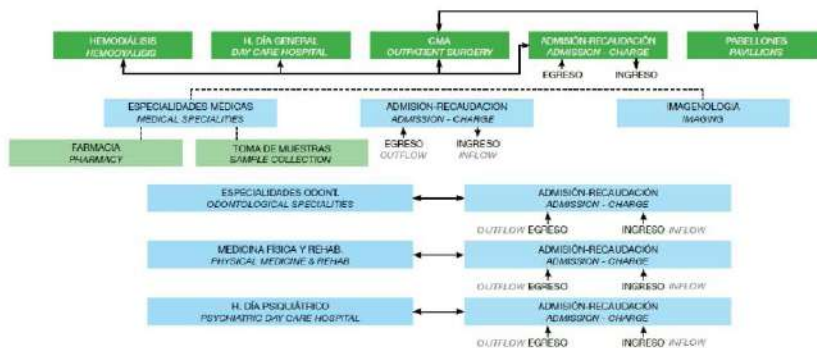 HEMODIÁLISIS
HEMODYALISIS
H. DÍA GENERAL
DAY CARE HOSPITAL
CMA
OUTPATIENT SURGERY
ADMISIÓN-RECAUDACIÓN
ADMISSION - CHARGE
PABELLONES
PAVILLIONS
EGRESO
INGRESO
ESPECIALIDADES MÉDICAS
MEDICAL SPECIALITIES
ADMISIÓN-RECAUDACIÓN
ADMISSION - CHARGE
IMAGENOLOGÍA
IMAGING
FARMACIA
PHARMACY
TOMA DE MUESTRAS
SAMPLE COLLECTION
EGRESO
OUTFLOW
INGRESO
INFLOW
ESPECIALIDADES ODONT.
ODONTOLOGICAL SPECIALITIES
ADMISIÓN-RECAUDACIÓN
ADMISSION - CHARGE
OUTFLOW EGRESO
INGRESO INFLOW
MEDICINA FÍSICA Y REHAB.
PHYSICAL MEDICINE & REHAB.
ADMISIÓN-RECAUDACIÓN
ADMISSION - CHARGE
OUTFLOW EGRESO
INGRESO INFLOW
H. DÍA PSIQUIÁTRICO
PSYCHIATRIC DAY CARE HOSPITAL
ADMISIÓN-RECAUDACIÓN
ADMISSION - CHARGE
OUTFLOW EGRESO
INGRESO INFLOW